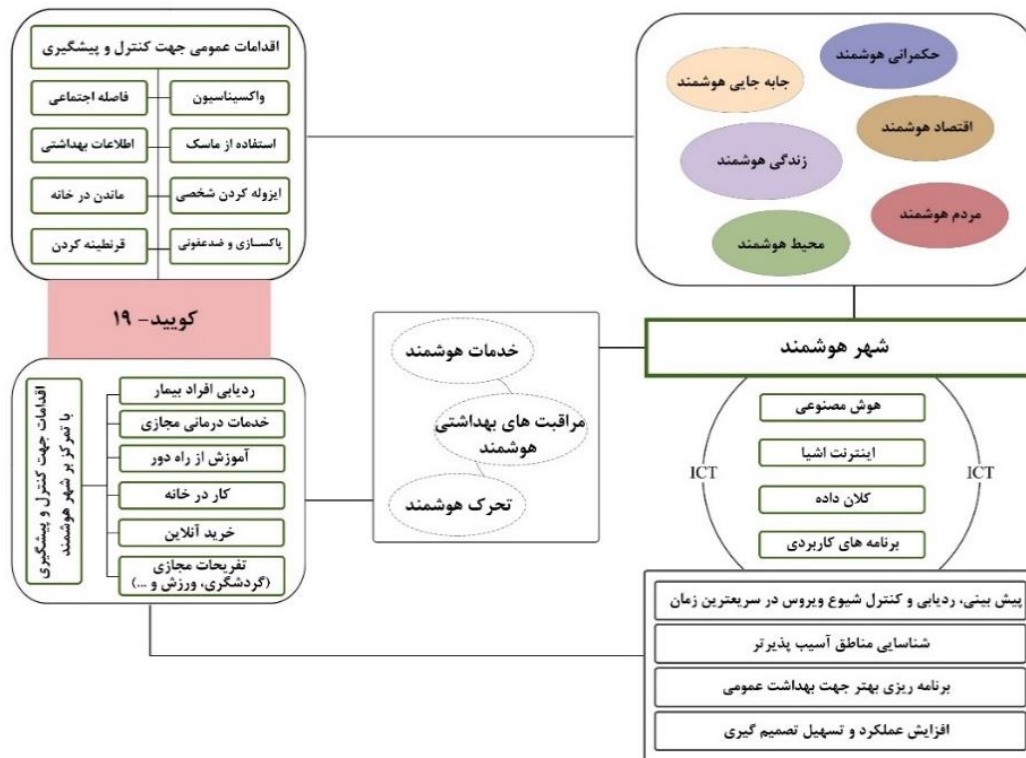 اقدامات عمومی جهت کنترل و پیشگیری
واکسیناسیون
فاصله اجتماعی
استفاده از ماسک
اطلاعات بهداشتی
ایزوله کردن شخصی
ماندن در خانه
پاکسازی و ضدعفونی
قرنطینه کردن
کویید- ۱۹
اقدامات جهت کنترل و پیشگیری
با تمرکز بر شهر هوشمند
ردیابی افراد بیمار
خدمات درمانی مجازی
آموزش از راه دور
کار در خانه
خرید آنلاین
تفریحات مجازی
(گردشگری، ورزش و ...)
حکمرانی هوشمند
جابه جایی هوشمند
اقتصاد هوشمند
زندگی هوشمند
مردم هوشمند
محیط هوشمند
شهر هوشمند
خدمات هوشمند
مراقبت های بهداشتی
هوشمند
تحرک هوشمند
هوش مصنوعی
اینترنت اشیا
کلان داده
برنامه های کاربردی
ICT
ICT
پیش بینی، ردیابی و کنترل شیوع ویروس در سریعترین زمان
شناسایی مناطق آسیب پذیرتر
برنامه ریزی بهتر جهت بهداشت عمومی
افزایش عملکرد و تسهیل تصمیم گیری